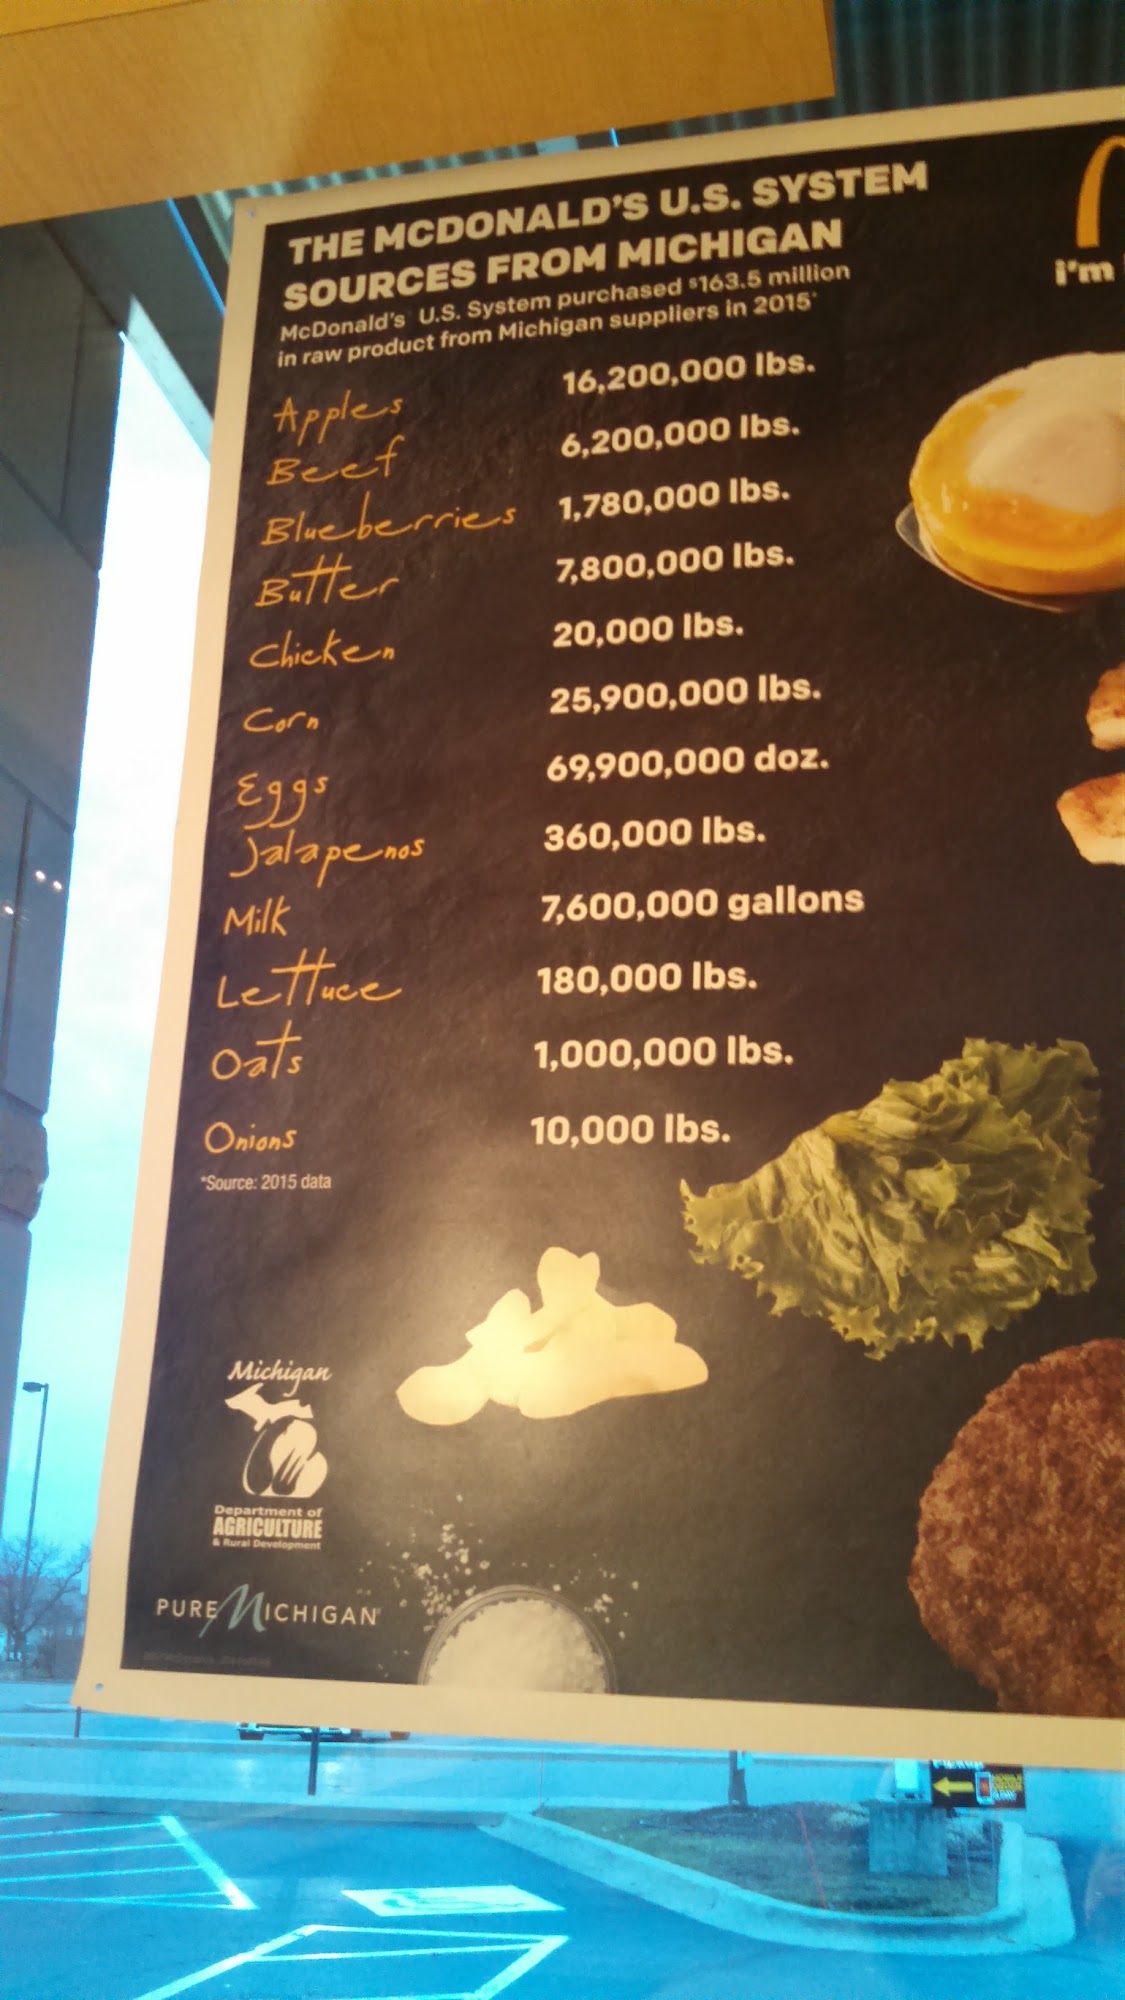 THE MCDONALD'S U.S. SYSTEM
SOURCES FROM MICHIGAN
McDonald's U.S. System purchased $163.5 million
in raw product from Michigan suppliers in 2015*
i'm
Apples 16,200,000 lbs.
Beef 6,200,000 lbs.
Blueberries 1,780,000 lbs.
Butter 7,800,000 lbs.
Chicken 20,000 lbs.
Corn 25,900,000 lbs.
Eggs 69,900,000 doz.
Jalapenos 360,000 lbs.
Milk 7,600,000 gallons
Lettuce 180,000 lbs.
Oats 1,000,000 lbs.
Onions 10,000 lbs.
*Source: 2015 data
Michigan
Department of
AGRICULTURE
& Rural Development
PURE MICHIGAN